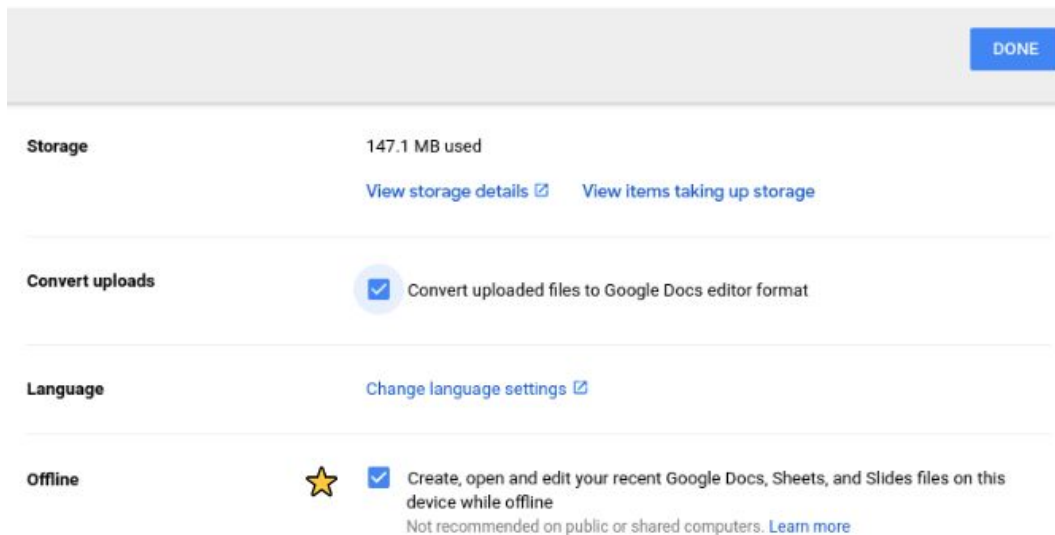 DONE
Storage
147.1 MB used
View storage details
View items taking up storage
Convert uploads
Convert uploaded files to Google Docs editor format
Language
Change language settings
Offline
Create, open and edit your recent Google Docs, Sheets, and Slides files on this
device while offline
Not recommended on public or shared computers. Learn more